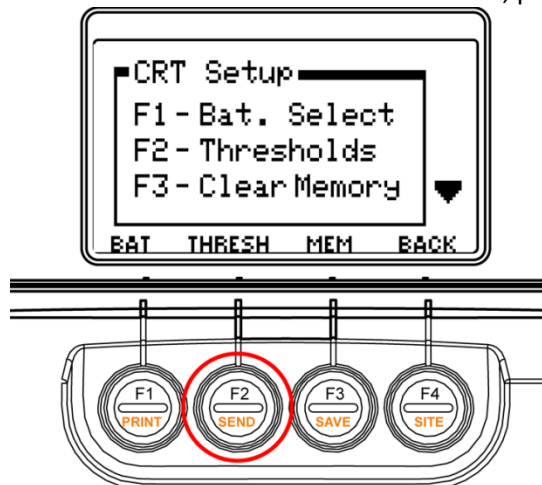 CRT Setup
F1-Bat. Select
F2-Thresholds
F3-Clear Memory
BAT THRESH MEM BACK
F1 F2 F3 F4
PRINT SEND SAVE SITE